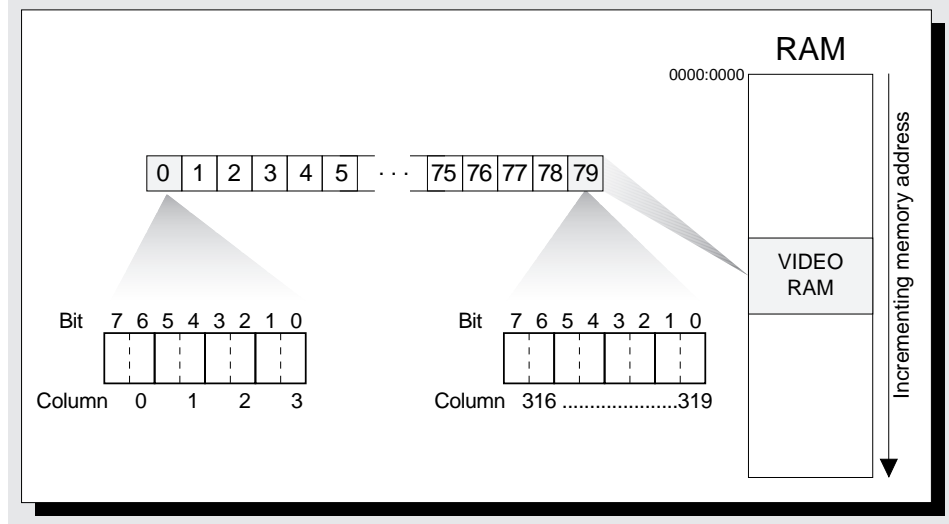 RAM
0000:0000
0 1 2 3 4 5 ... 75 76 77 78 79
VIDEO
RAM
Incrementing memory address
Bit 7 6 5 4 3 2 1 0
Column 0 1 2 3
Bit 7 6 5 4 3 2 1 0
Column 316 .....................319